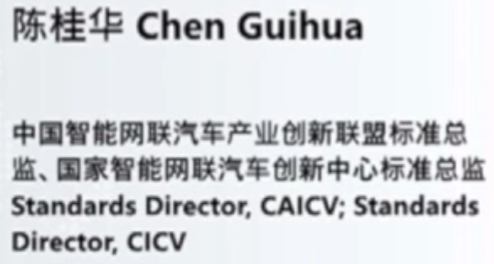 陈桂华 Chen Guihua
中国智能网联汽车产业创新联盟标准总
监、国家智能网联汽车创新中心标准总监
Standards Director, CAICV; Standards
Director, CICV